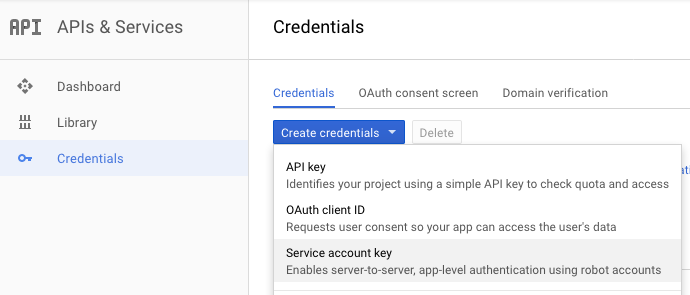 API APIs & Services
Credentials
Dashboard
Library
Credentials
Credentials OAuth consent screen Domain verification
Create credentials Delete
API key
Identifies your project using a simple API key to check quota and access
OAuth client ID
Requests user consent so your app can access the user's data
Service account key
Enables server-to-server, app-level authentication using robot accounts